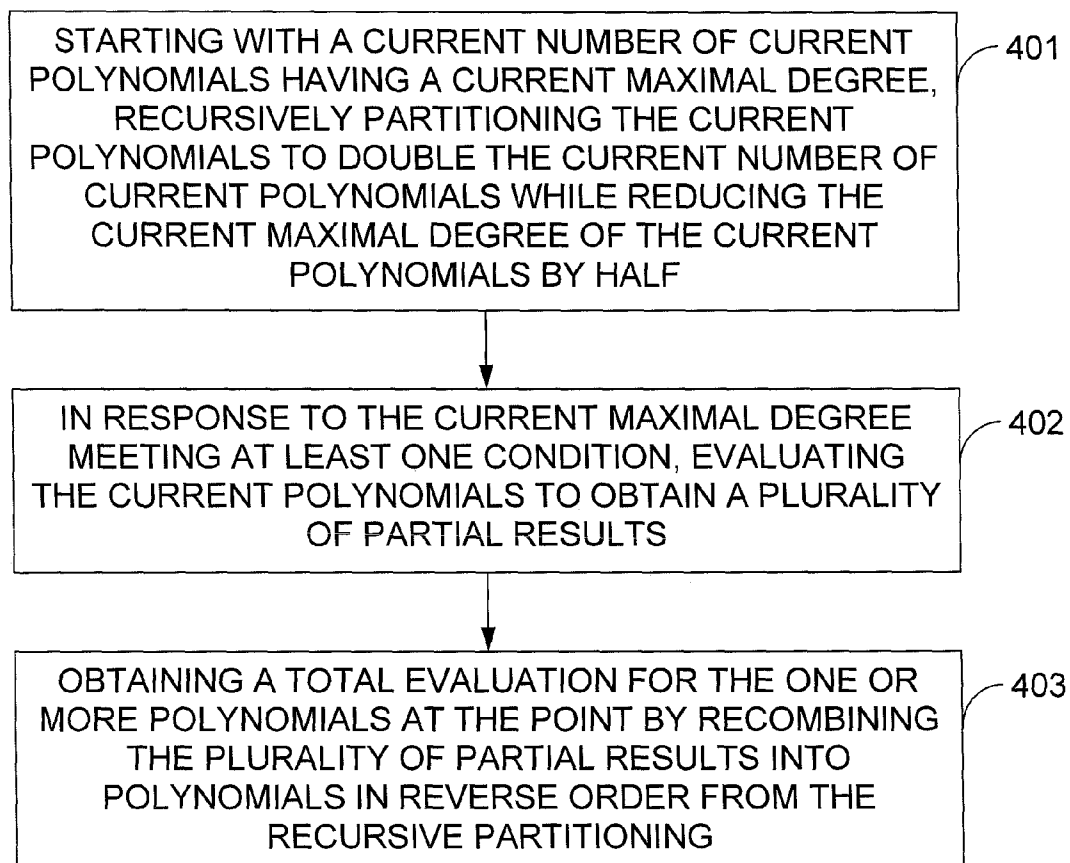 STARTING WITH A CURRENT NUMBER OF CURRENT
POLYNOMIALS HAVING A CURRENT MAXIMAL DEGREE,
RECURSIVELY PARTITIONING THE CURRENT
POLYNOMIALS TO DOUBLE THE CURRENT NUMBER OF
CURRENT POLYNOMIALS WHILE REDUCING THE
CURRENT MAXIMAL DEGREE OF THE CURRENT
POLYNOMIALS BY HALF
401
IN RESPONSE TO THE CURRENT MAXIMAL DEGREE
MEETING AT LEAST ONE CONDITION, EVALUATING
THE CURRENT POLYNOMIALS TO OBTAIN A PLURALITY
OF PARTIAL RESULTS
402
OBTAINING A TOTAL EVALUATION FOR THE ONE OR
MORE POLYNOMIALS AT THE POINT BY RECOMBINING
THE PLURALITY OF PARTIAL RESULTS INTO
POLYNOMIALS IN REVERSE ORDER FROM THE
RECURSIVE PARTITIONING
403